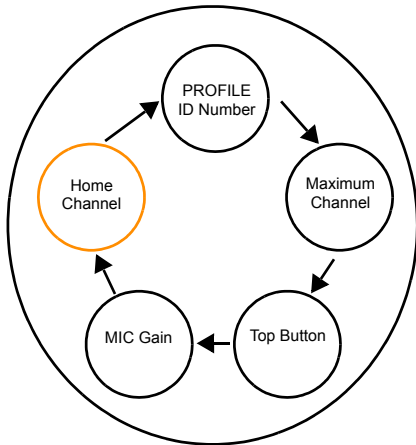 PROFILE
ID Number
Home
Channel
Maximum
Channel
MIC Gain
Top Button